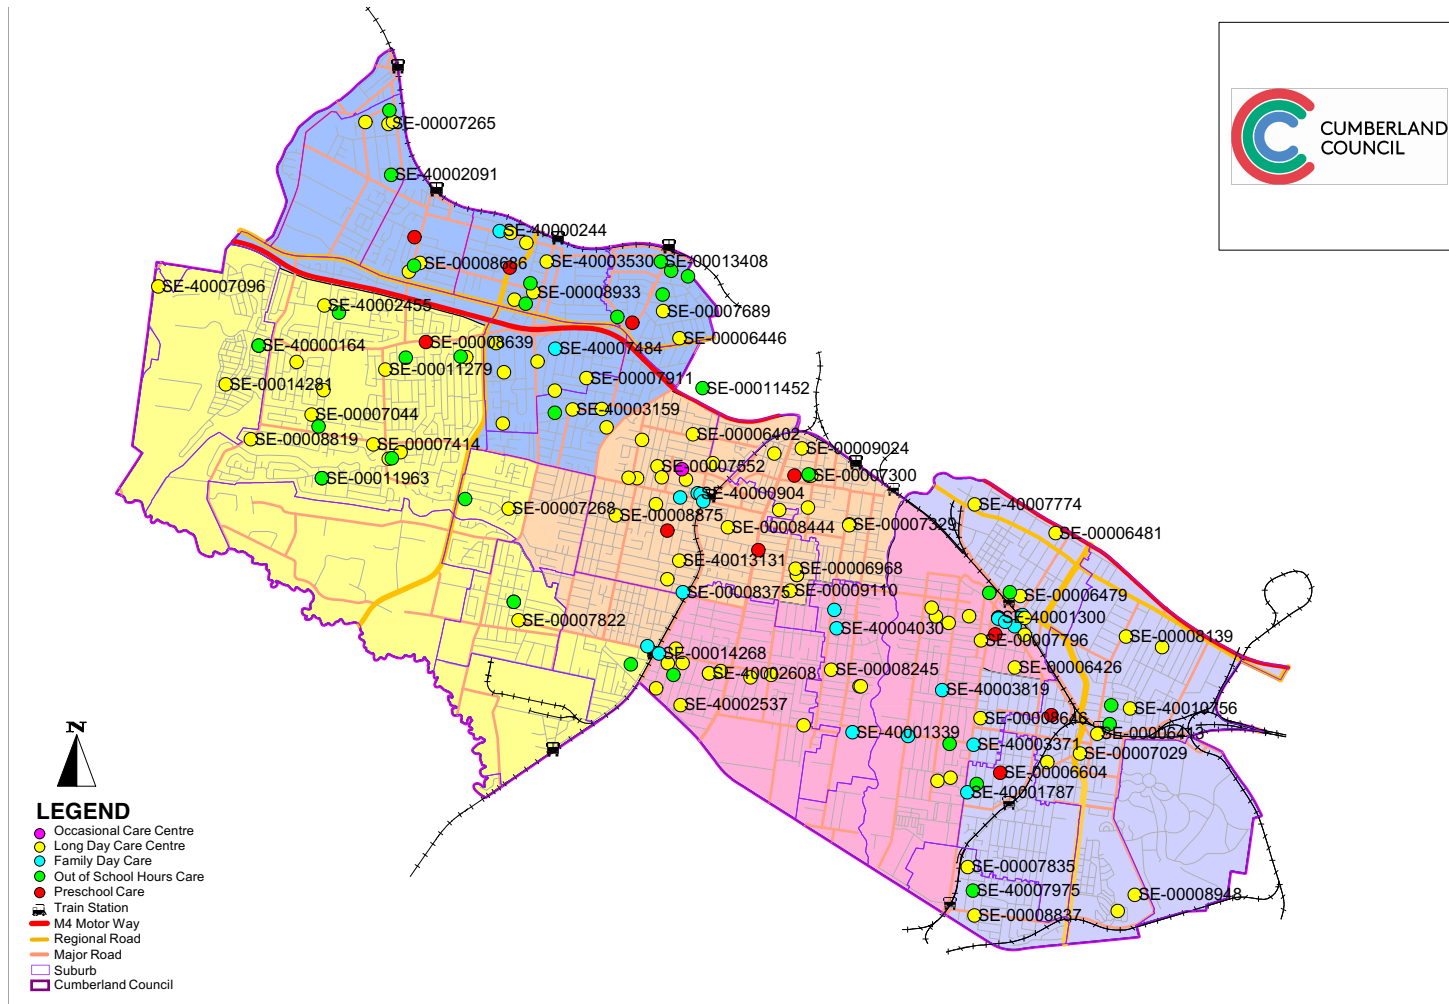 CUMBERLAND
COUNCIL
SE-00007265
SE-40002091
SE-40000244
SE-00008686
SE-40003530
SE-00013408
SE-40007096
SE-00008933
SE-40002455
SE-00007689
SE-00006446
SE-40000164
SE-00008639
SE-40007484
SE-00011279
SE-00007911
SE-00014281
SE-00011452
SE-00007044
SE-40003159
SE-00008819
SE-00007414
SE-00006402
SE-00009024
SE-00007552
SE-00007300
SE-00011963
SE-40000904
SE-00007268
SE-00008875
SE-00008444
SE-00007329
SE-40007774
SE-00006481
SE-40013131
SE-00006968
SE-00008375
SE-00009110
SE-00006479
SE-00007822
SE-40004030
SE-40001300
SE-00007796
SE-00008139
SE-00014268
SE-40002608
SE-00008245
SE-00006426
SE-40003819
SE-40002537
SE-40010756
SE-00008646
SE-40001339
SE-00006413
SE-40003371
SE-00007029
SE-00006604
SE-40001787
SE-00007835
SE-40007975
SE-00008948
SE-00008837
N
LEGEND
Occasional Care Centre
Long Day Care Centre
Family Day Care
Out of School Hours Care
Preschool Care
Train Station
M4 Motor Way
Regional Road
Major Road
Suburb
Cumberland Council